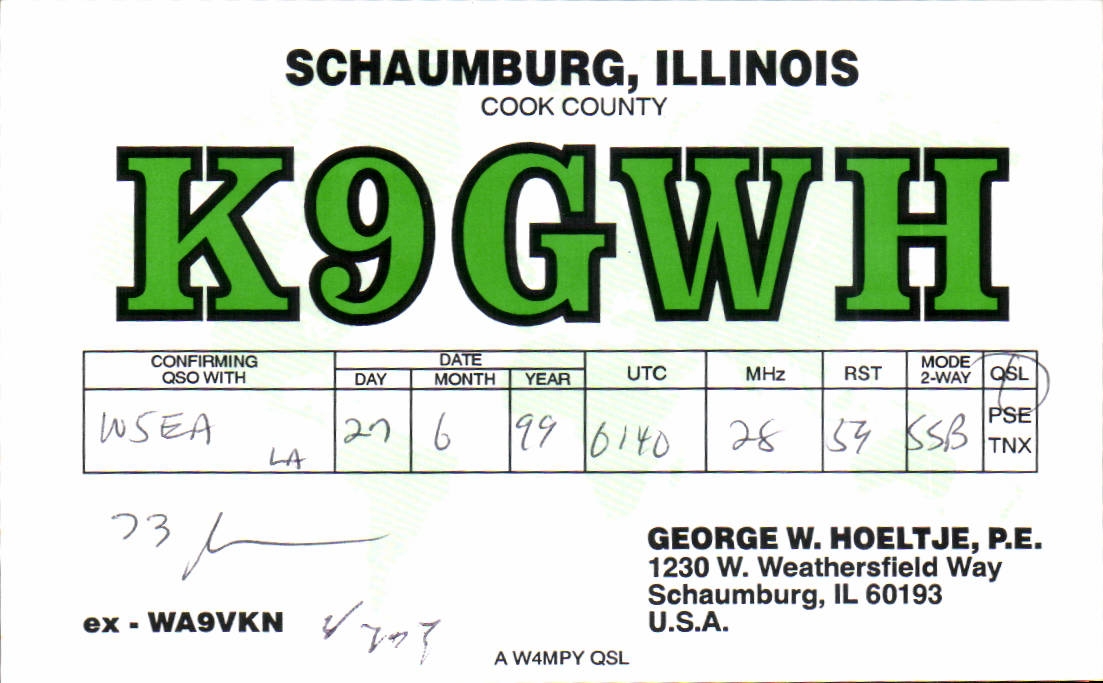 SCHAUMBURG, ILLINOIS
COOK COUNTY
K9GWH
CONFIRMING QSO WITH DATE UTC MHz RST MODE 2-WAY QSL
DAY MONTH YEAR
W5EA LA 27 6 99 0140 28 59 SSB PSE
TNX
73
GEORGE W. HOELTJE, P.E.
1230 W. Weathersfield Way
Schaumburg, IL 60193
U.S.A.
ex - WA9VKN
A W4MPY QSL